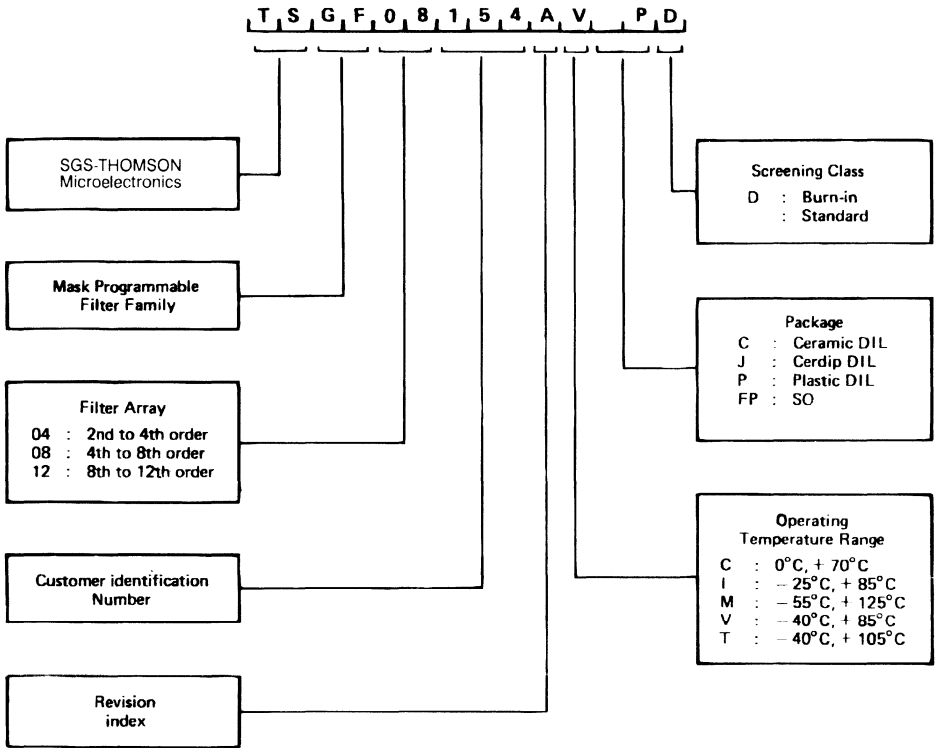 T S G F 0 8 1 5 4 A V P D
SGS-THOMSON
Microelectronics
Mask Programmable
Filter Family
Filter Array
04 : 2nd to 4th order
08 : 4th to 8th order
12 : 8th to 12th order
Customer identification
Number
Revision
index
Screening Class
D : Burn-in
: Standard
Package
C : Ceramic DIL
J : Cerdip DIL
P : Plastic DIL
FP : SO
Operating
Temperature Range
C : 0°C, + 70°C
I : – 25°C, + 85°C
M : – 55°C, + 125°C
V : – 40°C, + 85°C
T : – 40°C, + 105°C